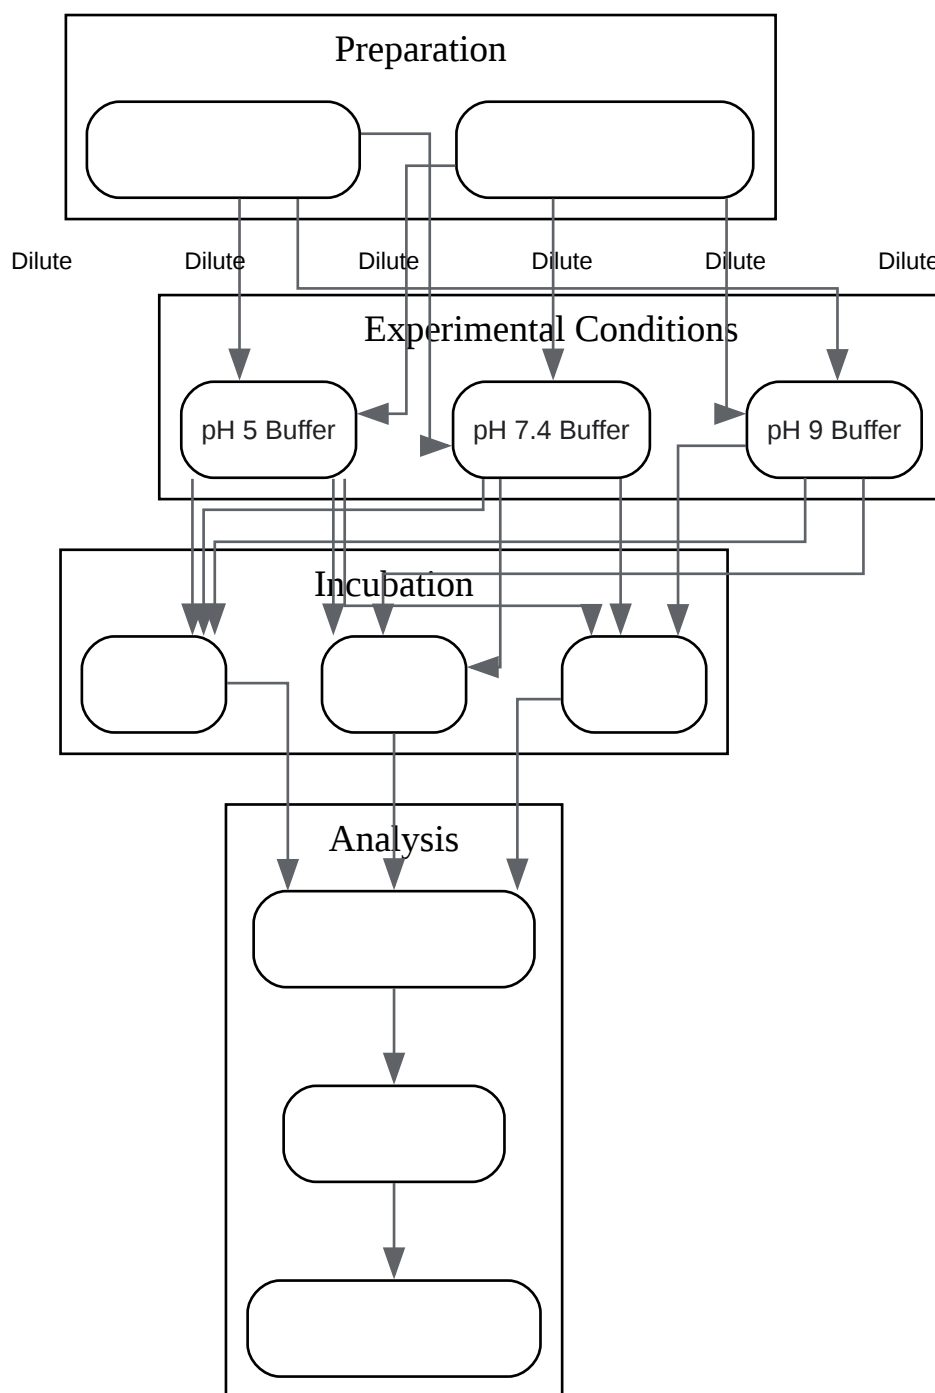 Preparation
Dilute Dilute Dilute Dilute Dilute Dilute
Experimental Conditions
pH 5 Buffer pH 7.4 Buffer pH 9 Buffer
Incubation
Analysis